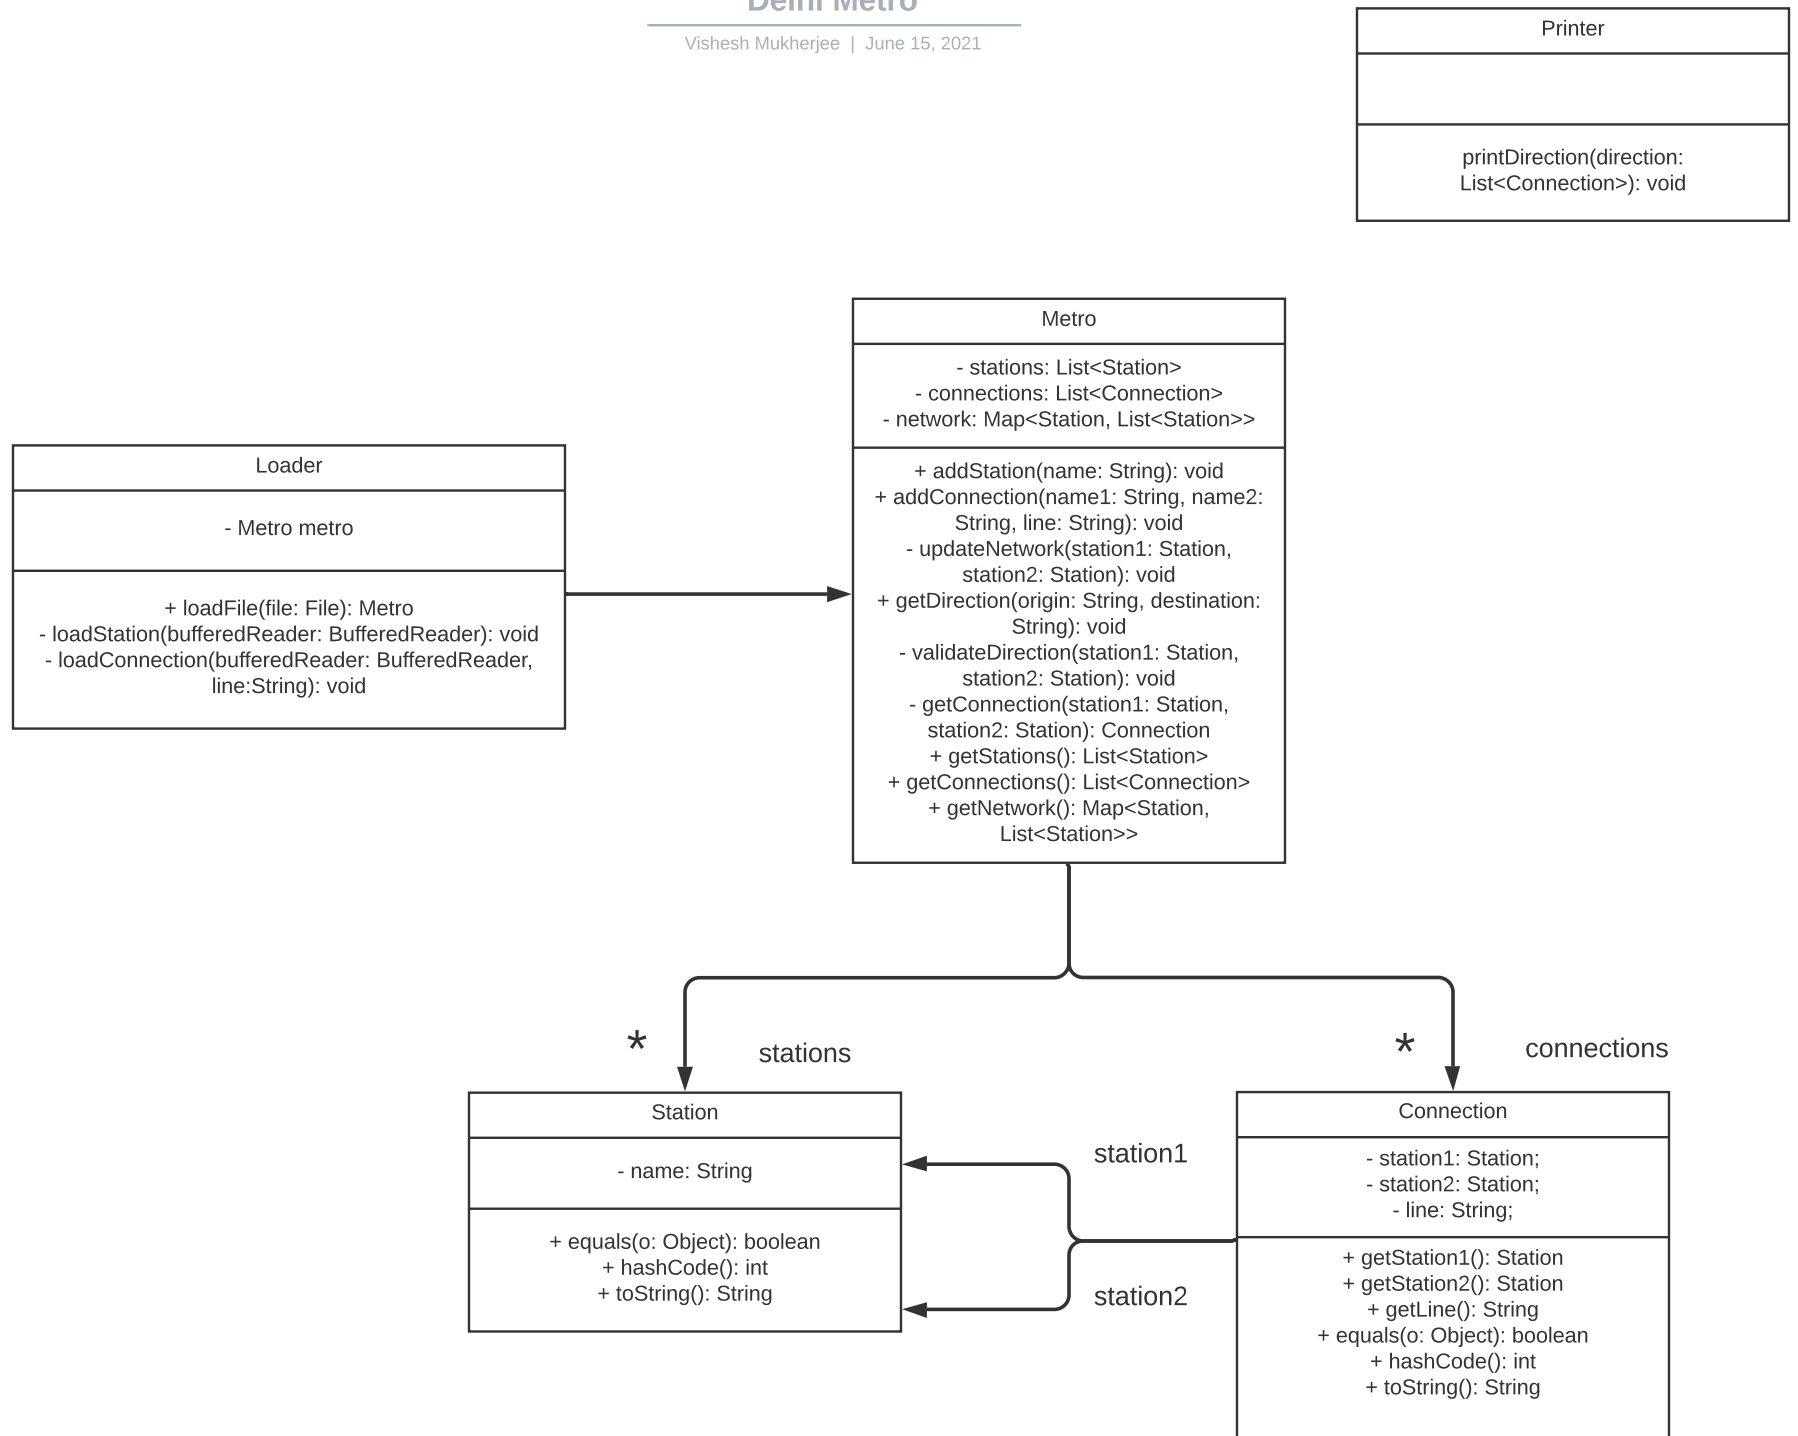 Delhi Metro
Vishesh Mukherjee | June 15, 2021
Printer
printDirection(direction:
List<Connection>): void
Metro
- stations: List<Station>
- connections: List<Connection>
- network: Map<Station, List<Station>>
+ addStation(name: String): void
+ addConnection(name1: String, name2:
String, line: String): void
- updateNetwork(station1: Station,
station2: Station): void
+ getDirection(origin: String, destination:
String): void
- validateDirection(station1: Station,
station2: Station): void
- getConnection(station1: Station,
station2: Station): Connection
+ getStations(): List<Station>
+ getConnections(): List<Connection>
+ getNetwork(): Map<Station,
List<Station>>
Loader
- Metro metro
+ loadFile(file: File): Metro
- loadStation(bufferedReader: BufferedReader): void
- loadConnection(bufferedReader: BufferedReader,
line:String): void
* stations
* connections
Station
- name: String
+ equals(o: Object): boolean
+ hashCode(): int
+ toString(): String
station1
station2
Connection
- station1: Station;
- station2: Station;
- line: String;
+ getStation1(): Station
+ getStation2(): Station
+ getLine(): String
+ equals(o: Object): boolean
+ hashCode(): int
+ toString(): String